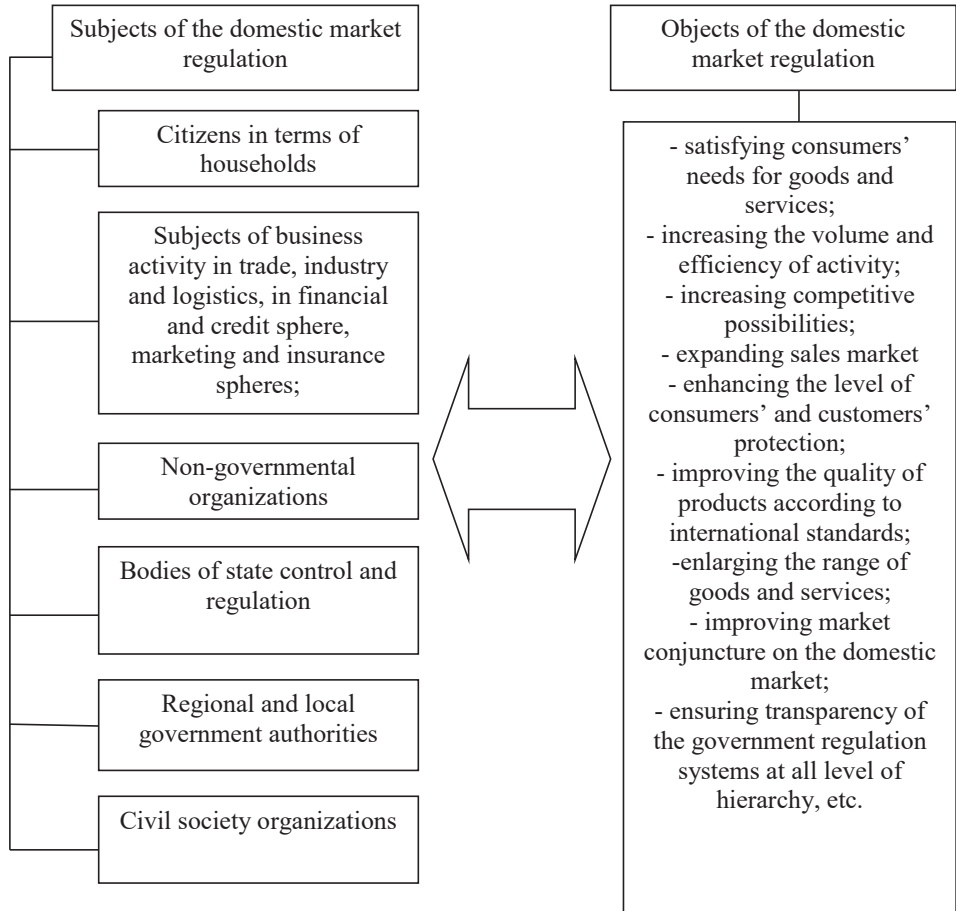 Subjects of the domestic market
regulation
Citizens in terms of
households
Subjects of business
activity in trade, industry
and logistics, in financial
and credit sphere,
marketing and insurance
spheres;
Non-governmental
organizations
Bodies of state control and
regulation
Regional and local
government authorities
Civil society organizations
Objects of the domestic
market regulation
- satisfying consumers’
needs for goods and
services;
- increasing the volume and
efficiency of activity;
- increasing competitive
possibilities;
- expanding sales market
- enhancing the level of
consumers’ and customers’
protection;
- improving the quality of
products according to
international standards;
-enlarging the range of
goods and services;
- improving market
conjuncture on the domestic
market;
- ensuring transparency of
the government regulation
systems at all level of
hierarchy, etc.